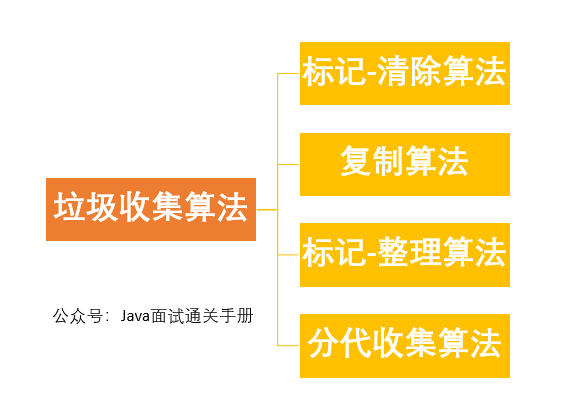 标记-清除算法
复制算法
垃圾收集算法
标记-整理算法
公众号：Java面试通关手册
分代收集算法